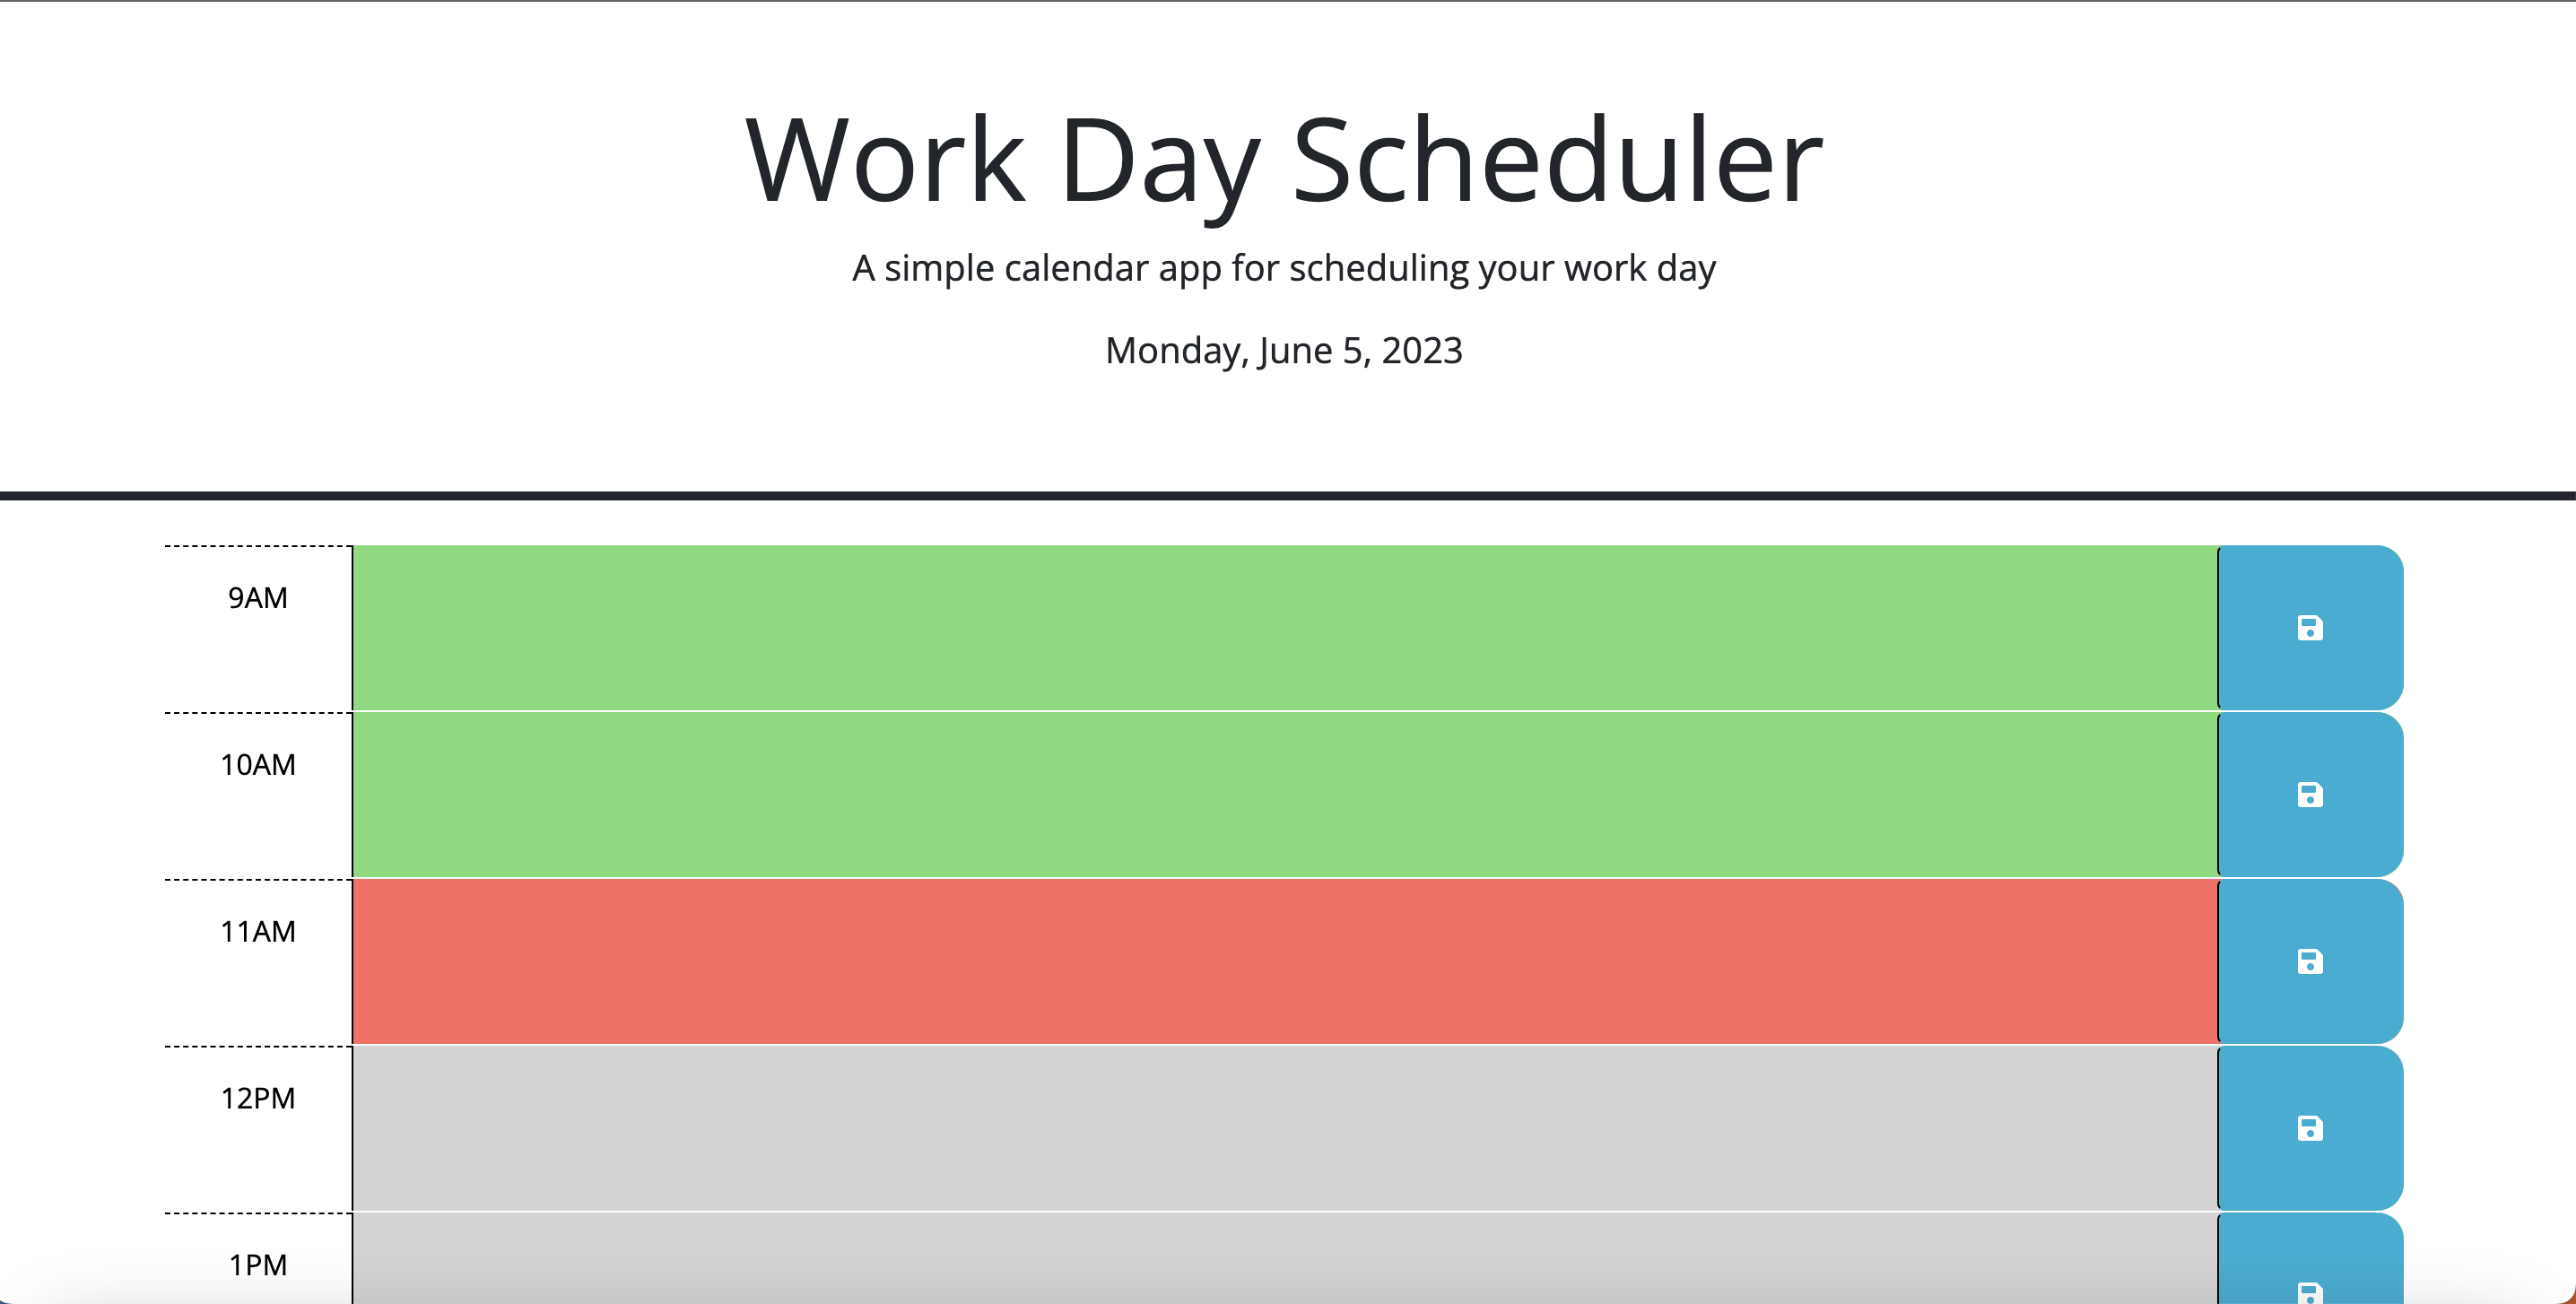 Work Day Scheduler
A simple calendar app for scheduling your work day
Monday, June 5, 2023
9AM
10AM
11AM
12PM
1PM